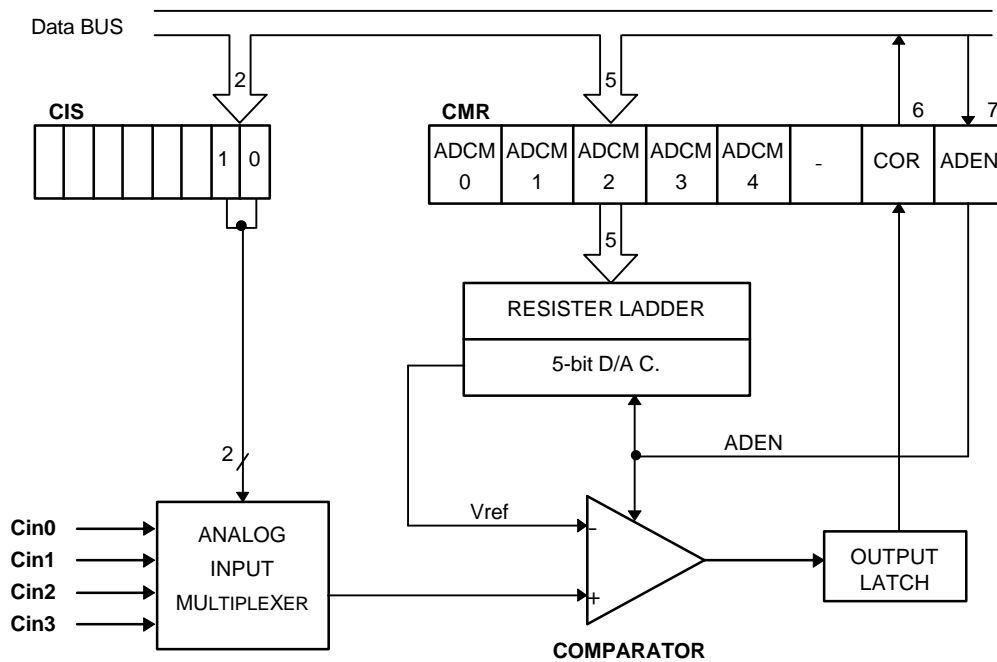 Data BUS
2
5
6
7
CIS
CMR
1 0
ADCM 0
ADCM 1
ADCM 2
ADCM 3
ADCM 4
-
COR
ADEN
5
RESISTER LADDER
5-bit D/A C.
ADEN
2
Vref
Cin0
Cin1
Cin2
Cin3
ANALOG
INPUT
MULTIPLEXER
-
+
OUTPUT
LATCH
COMPARATOR